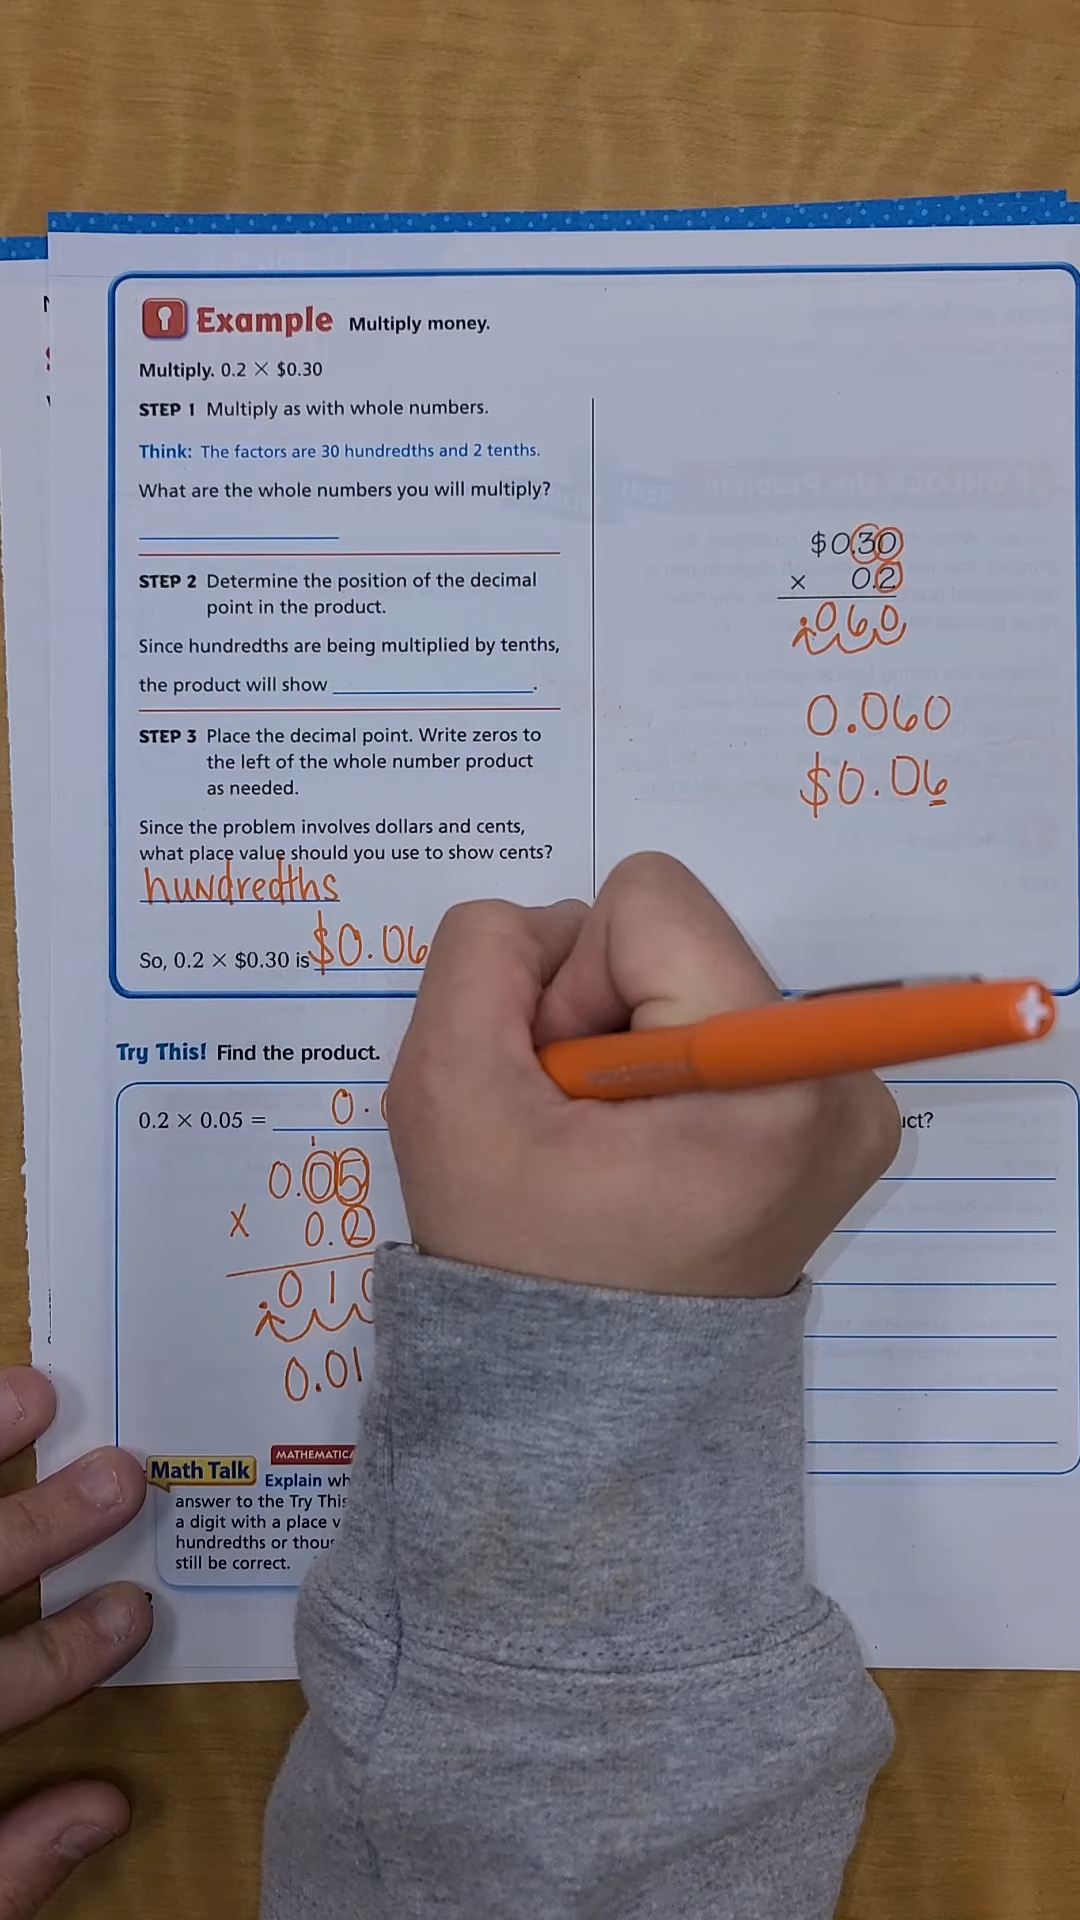 Example Multiply money.
Multiply. 0.2 × $0.30
STEP 1 Multiply as with whole numbers.
Think: The factors are 30 hundredths and 2 tenths.
What are the whole numbers you will multiply?
STEP 2 Determine the position of the decimal
point in the product.
Since hundredths are being multiplied by tenths,
the product will show ____.
STEP 3 Place the decimal point. Write zeros to
the left of the whole number product
as needed.
Since the problem involves dollars and cents,
what place value should you use to show cents?
hundredths
So, 0.2 × $0.30 is $0.06
$0.30
× 0.2
.060
0.060
$0.06
Try This! Find the product.
0.2 × 0.05 = 0.
1
0.05
× 0.2
.010
0.01
Math Talk
Explain
answer to the Try This
a digit with a place
hundredths or
still be correct.